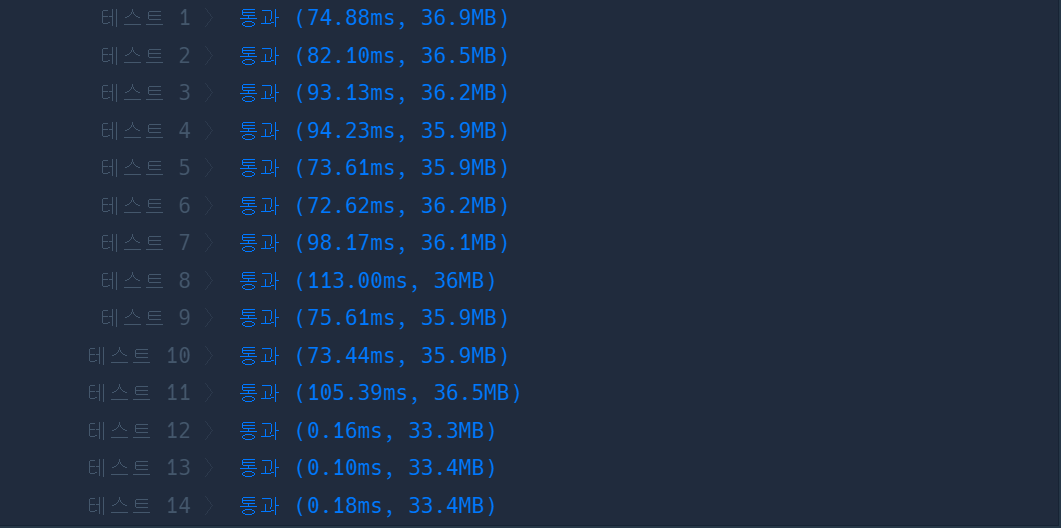 테스트 1 〉 통과 (74.88ms, 36.9MB)
테스트 2 〉 통과 (82.10ms, 36.5MB)
테스트 3 〉 통과 (93.13ms, 36.2MB)
테스트 4 〉 통과 (94.23ms, 35.9MB)
테스트 5 〉 통과 (73.61ms, 35.9MB)
테스트 6 〉 통과 (72.62ms, 36.2MB)
테스트 7 〉 통과 (98.17ms, 36.1MB)
테스트 8 〉 통과 (113.00ms, 36MB)
테스트 9 〉 통과 (75.61ms, 35.9MB)
테스트 10 〉 통과 (73.44ms, 35.9MB)
테스트 11 〉 통과 (105.39ms, 36.5MB)
테스트 12 〉 통과 (0.16ms, 33.3MB)
테스트 13 〉 통과 (0.10ms, 33.4MB)
테스트 14 〉 통과 (0.18ms, 33.4MB)